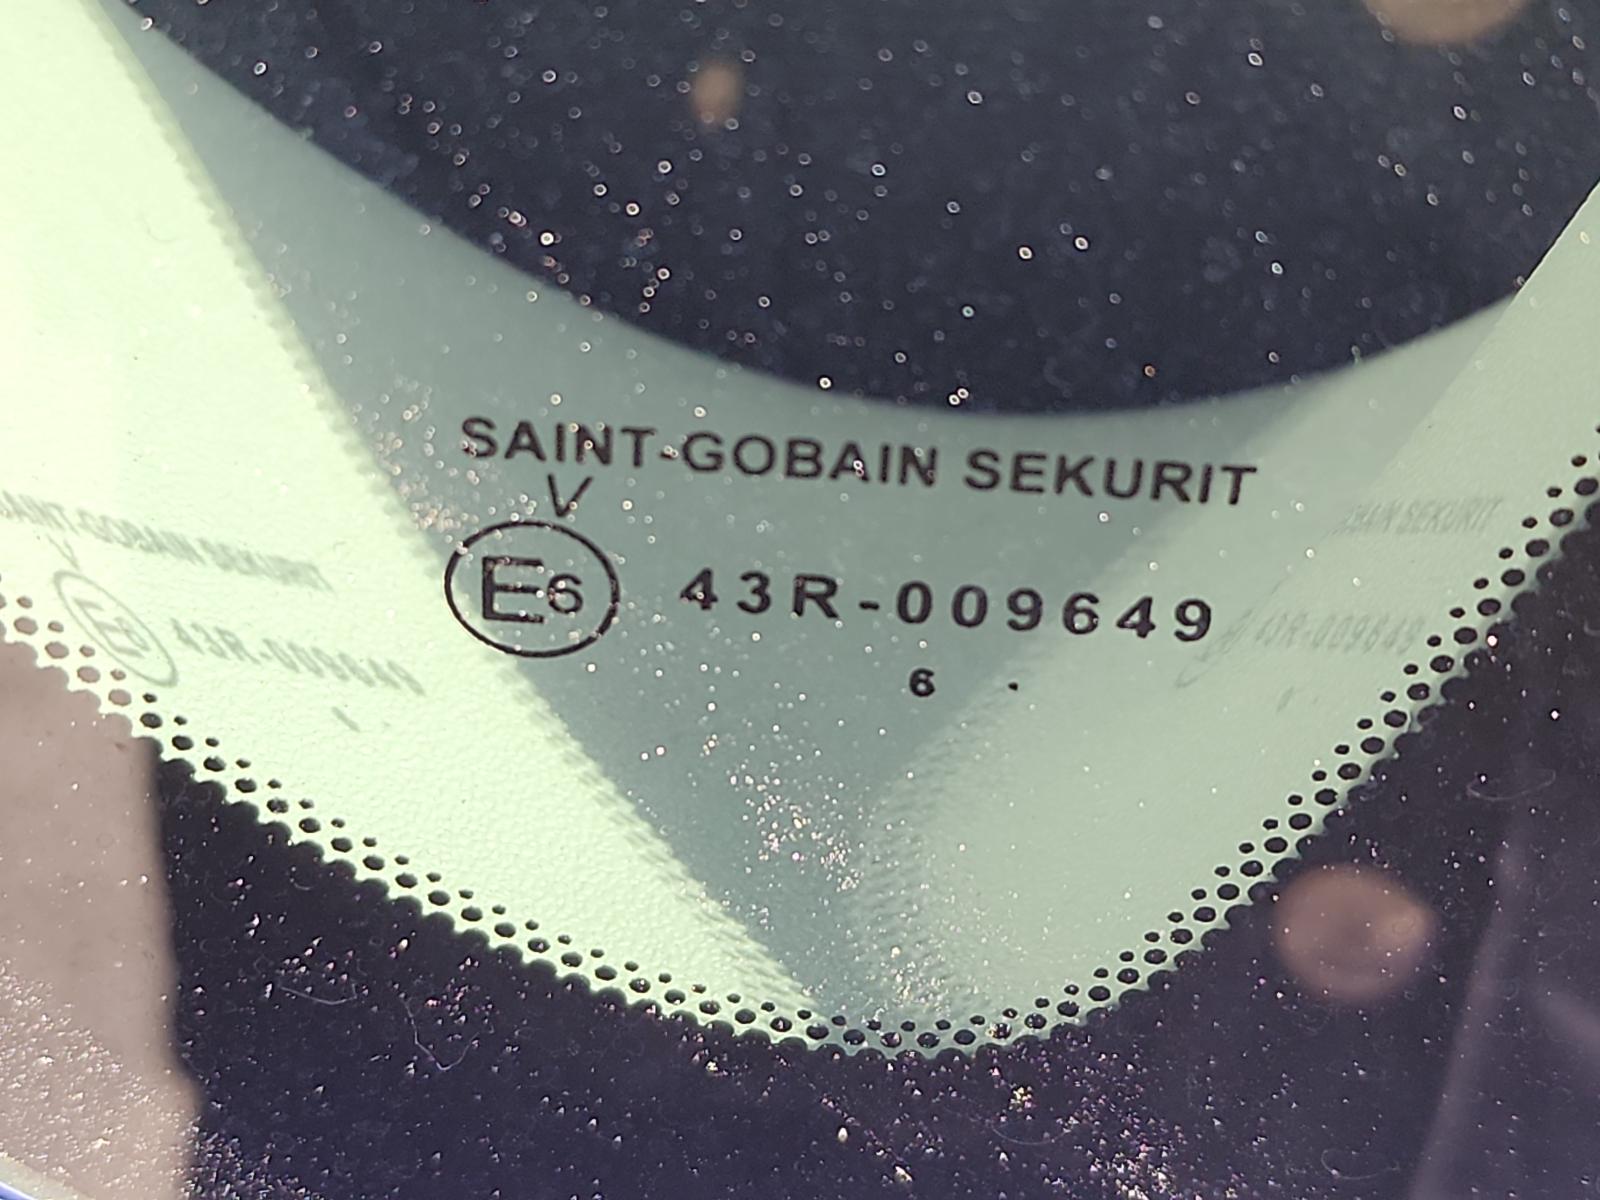 SAINT-GOBAIN SEKURIT
V
E6 43R-009649
6 .